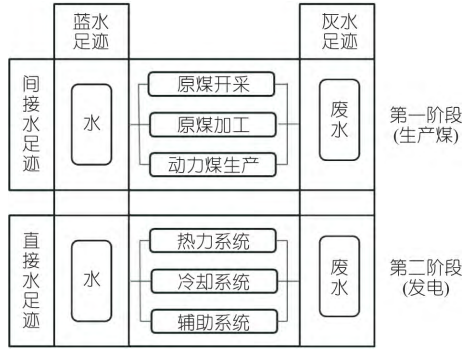 蓝水
足迹
灰水
足迹
间接水足迹
水
原煤开采
原煤加工
动力煤生产
废水
第一阶段
(生产煤)
直接水足迹
水
热力系统
冷却系统
辅助系统
废水
第二阶段
(发电)